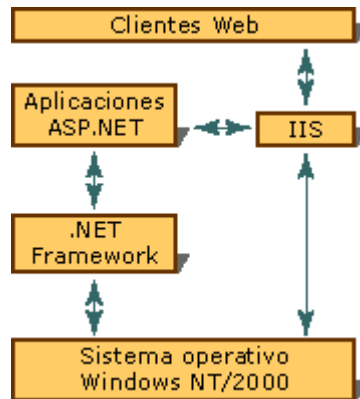 Clientes Web
Aplicaciones
ASP.NET
IIS
.NET
Framework
Sistema operativo
Windows NT/2000